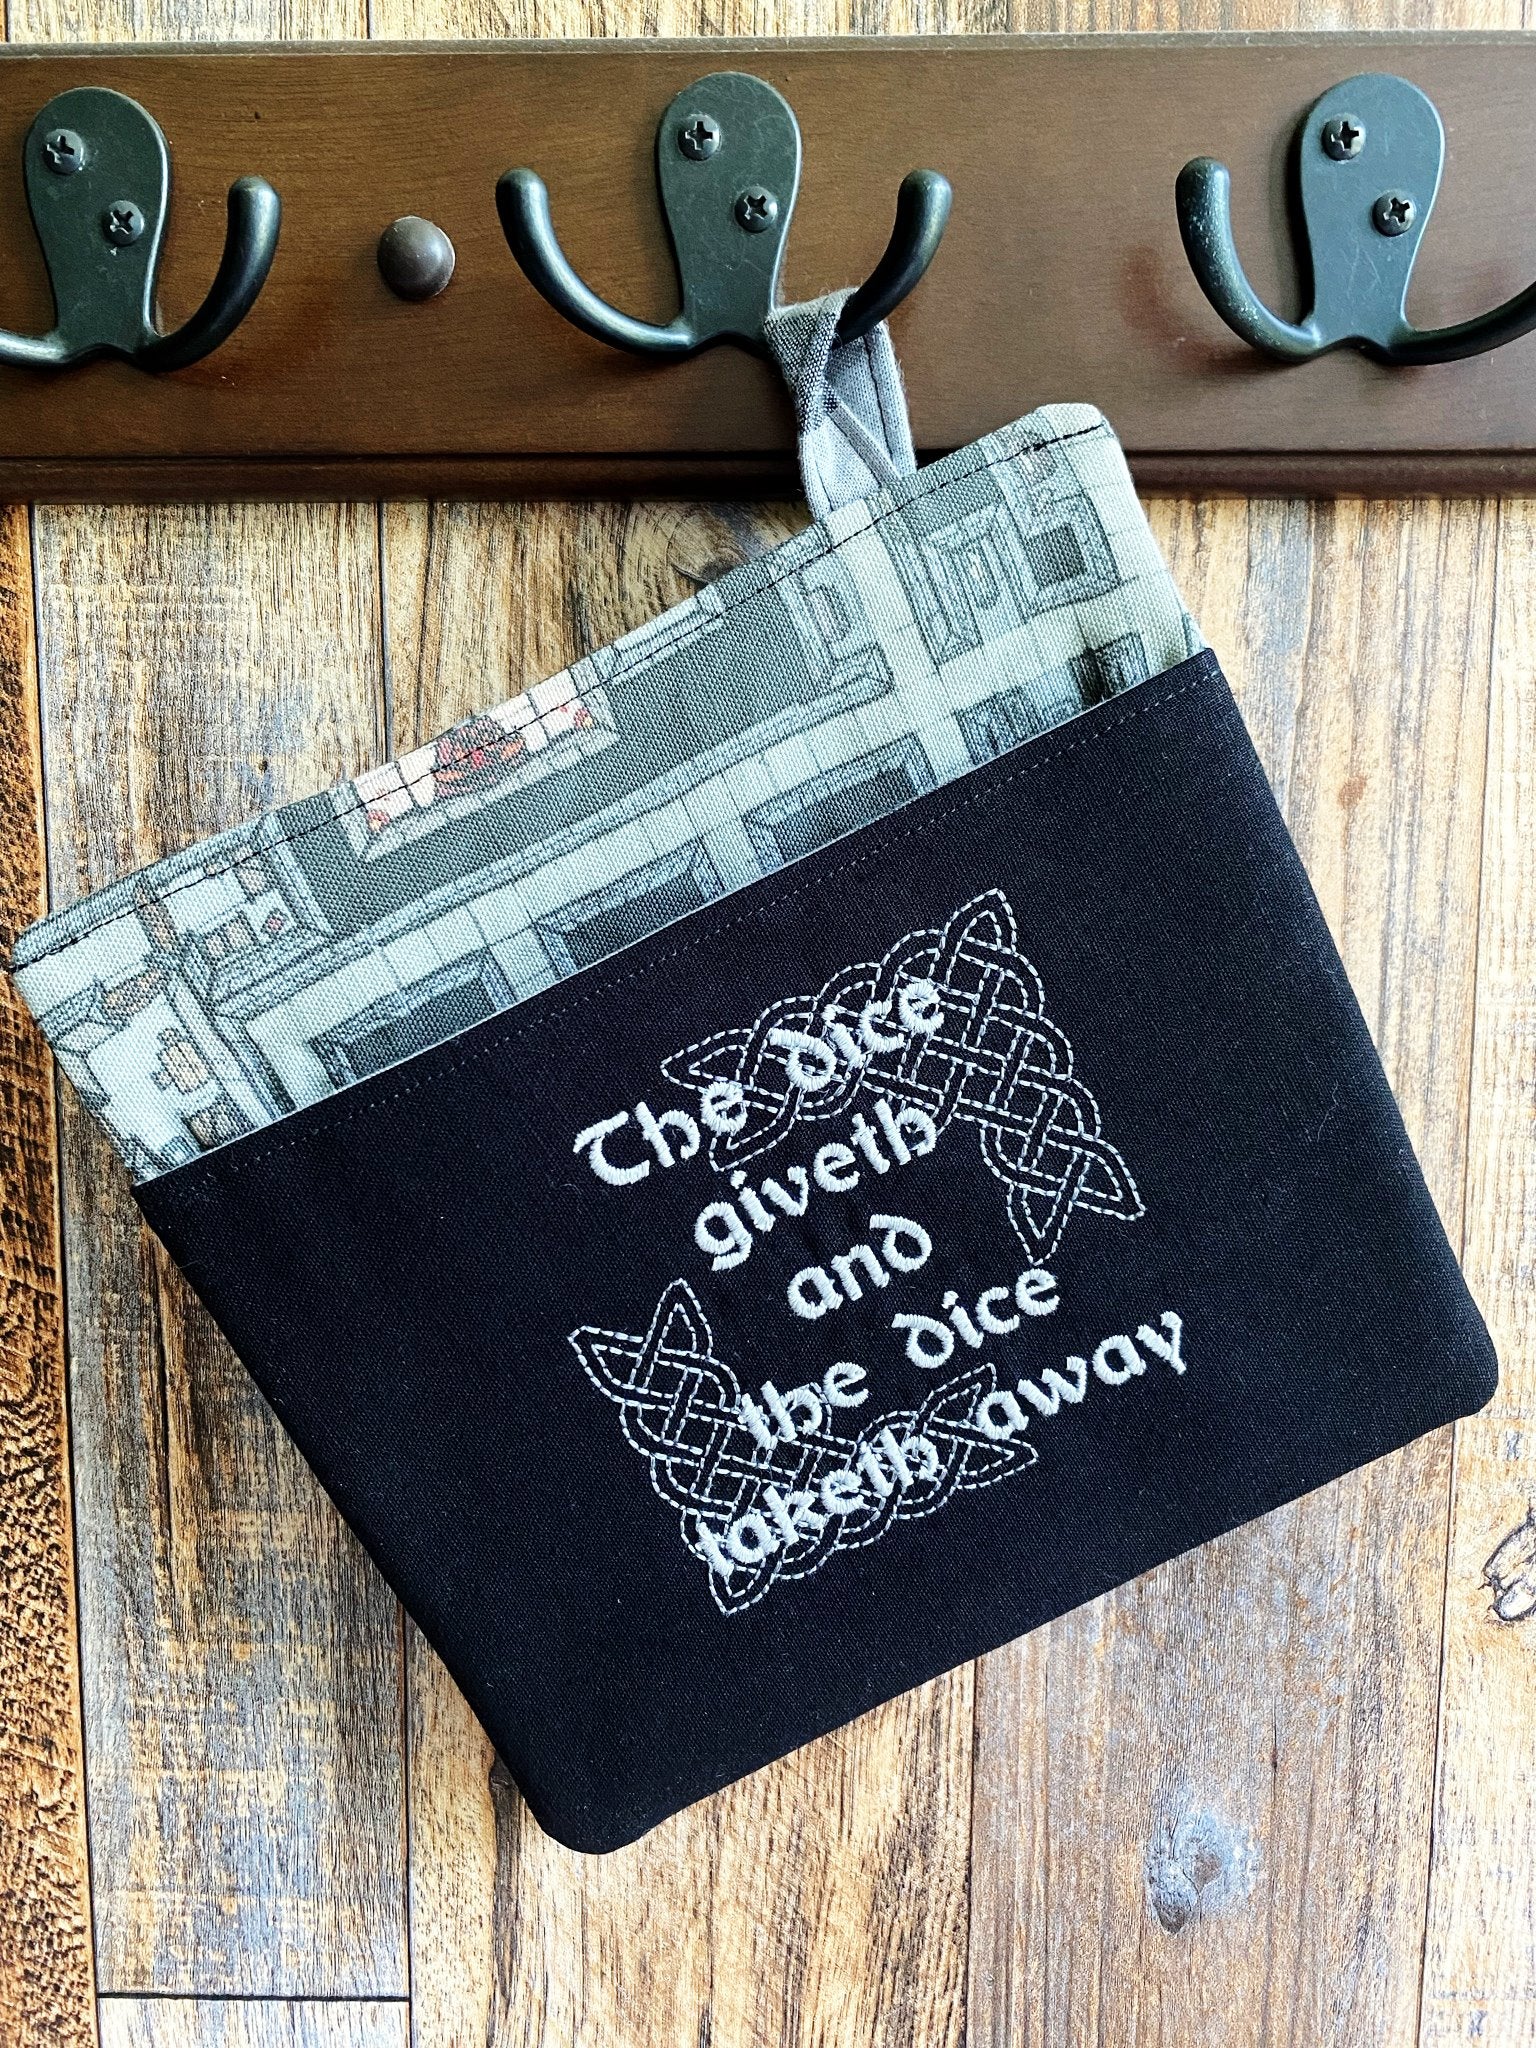 The dice
giveth
and
the dice
taketh away